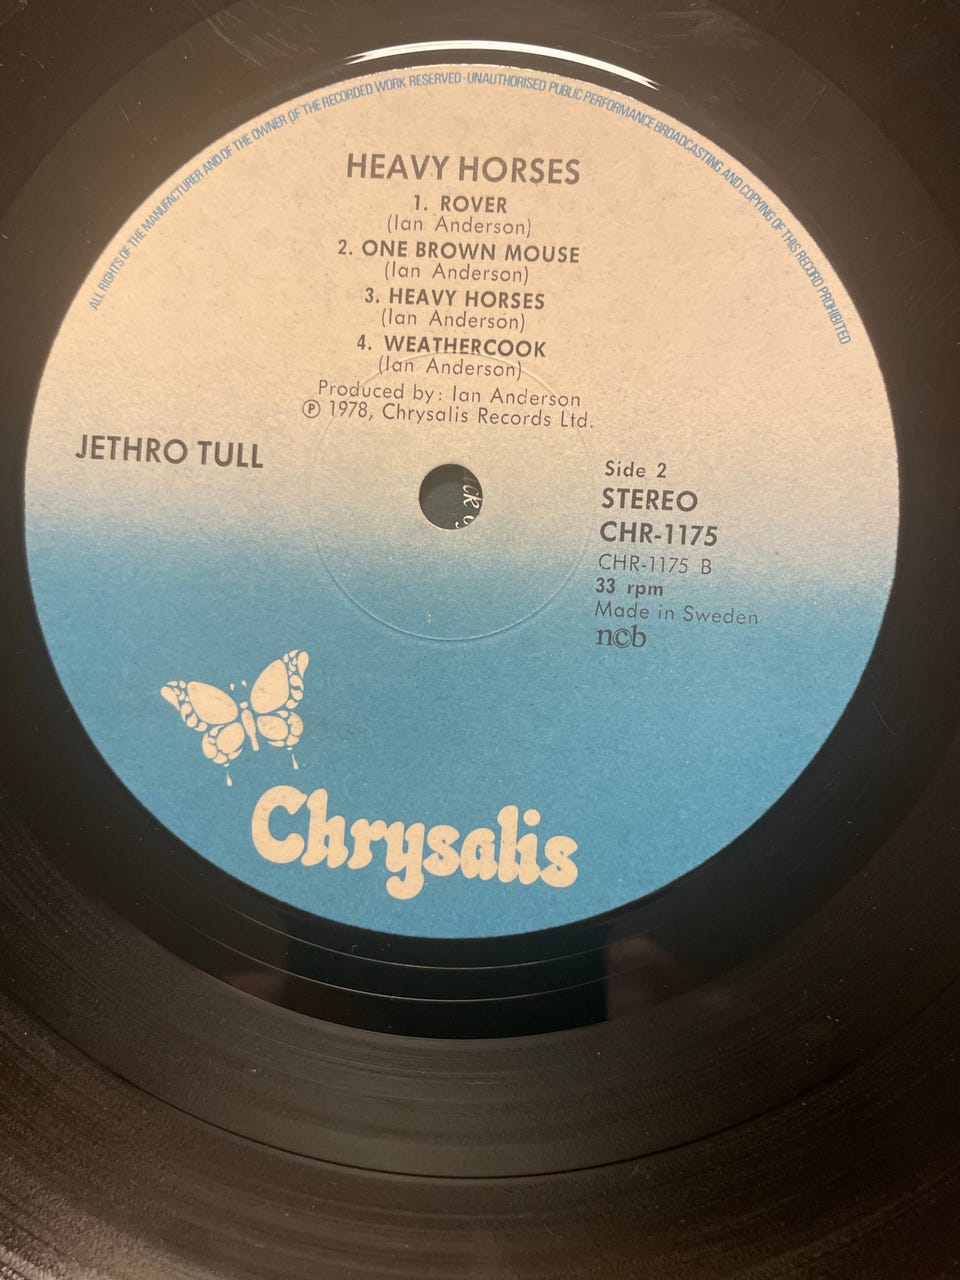 ALL RIGHTS OF THE MANUFACTURER AND OF THE OWNER OF THE RECORDED WORK RESERVED · UNAUTHORISED PUBLIC PERFORMANCE BROADCASTING AND COPYING OF THIS RECORD PROHIBITED
HEAVY HORSES
1. ROVER
(Ian Anderson)
2. ONE BROWN MOUSE
(Ian Anderson)
3. HEAVY HORSES
(Ian Anderson)
4. WEATHERCOOK
(Ian Anderson)
Produced by: Ian Anderson
℗ 1978, Chrysalis Records Ltd.
JETHRO TULL
Side 2
STEREO
CHR-1175
CHR-1175 B
33 rpm
Made in Sweden
n©b
Chrysalis